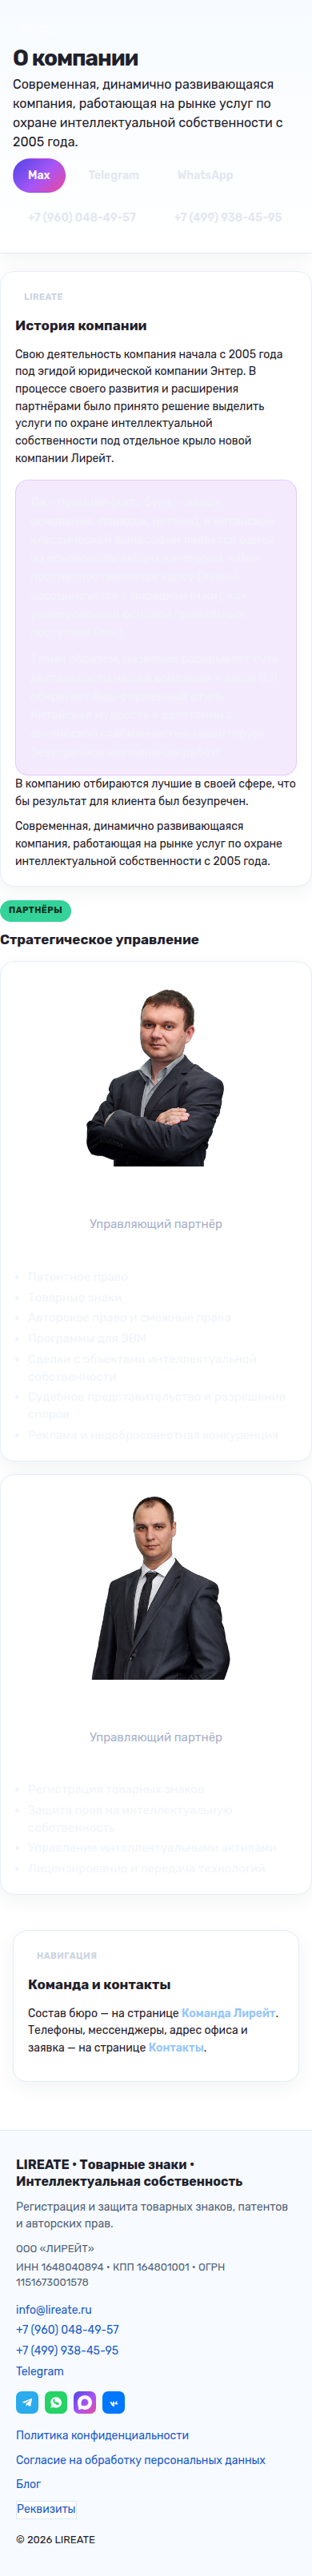 О компании
Современная, динамично развивающаяся
компания, работающая на рынке услуг по
охране интеллектуальной собственности с
2005 года.
Max
Telegram
WhatsApp
+7 (960) 048-49-57
+7 (499) 938-45-95
LIREATE
История компании
Свою деятельность компания начала с 2005 года
под эгидой юридической компании Энтер. В
процессе своего развития и расширения
партнёрами было принято решение выделить
услуги по охране интеллектуальной
собственности под отдельное крыло новой
компании Лирейт.
В компанию отбираются лучшие в своей сфере, что
бы результат для клиента был безупречен.
Современная, динамично развивающаяся
компания, работающая на рынке услуг по охране
интеллектуальной собственности с 2005 года.
ПАРТНЁРЫ
Стратегическое управление
Управляющий партнёр
Патентное право
Товарные знаки
Авторское право и смежные права
Программы для ЭВМ
Сделки с объектами интеллектуальной
собственности
Судебное представительство и разрешение
споров
Реклама и недобросовестная конкуренция
Управляющий партнёр
Регистрация товарных знаков
Защита прав на интеллектуальную
собственность
Управление интеллектуальными активами
Лицензирование и передача технологий
НАВИГАЦИЯ
Команда и контакты
Состав бюро — на странице Команда Лирейт.
Телефоны, мессенджеры, адрес офиса и
заявка — на странице Контакты.
LIREATE • Товарные знаки •
Интеллектуальная собственность
Регистрация и защита товарных знаков, патентов
и авторских прав.
ООО «ЛИРЕЙТ»
ИНН 1648040894 • КПП 164801001 • ОГРН
1151673001578
info@lireate.ru
+7 (960) 048-49-57
+7 (499) 938-45-95
Telegram
Политика конфиденциальности
Согласие на обработку персональных данных
Блог
Реквизиты
© 2026 LIREATE